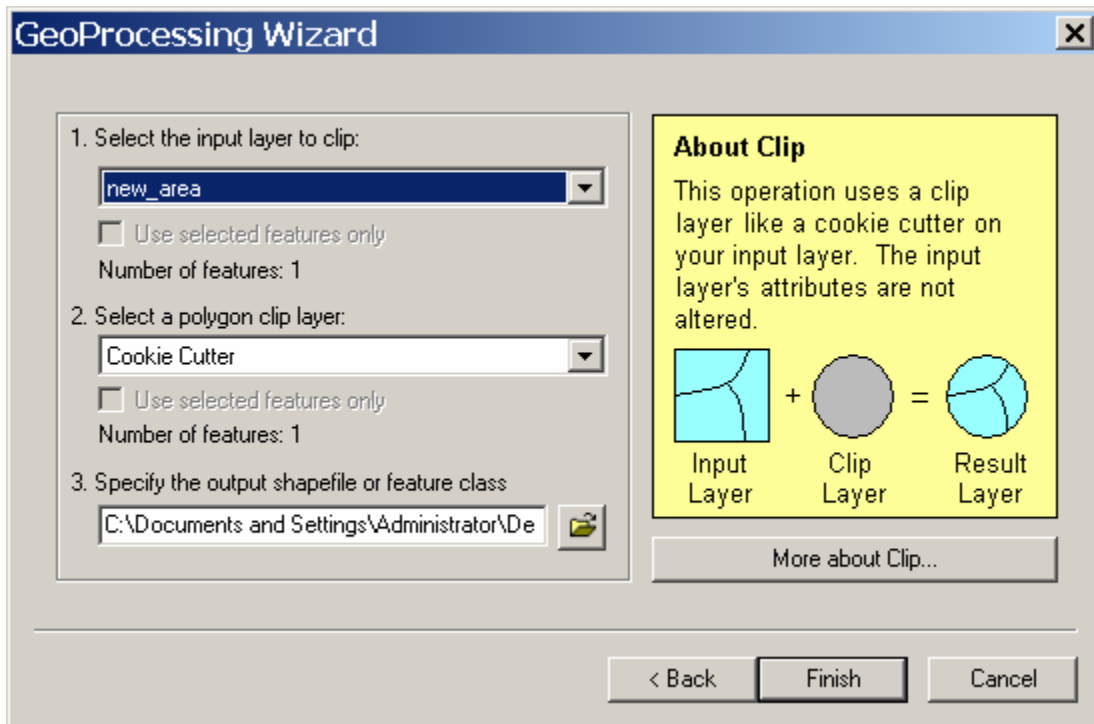 GeoProcessing Wizard
1. Select the input layer to clip:
new_area
Use selected features only
Number of features: 1
2. Select a polygon clip layer:
Cookie Cutter
Use selected features only
Number of features: 1
3. Specify the output shapefile or feature class
C:\Documents and Settings\Administrator\De
About Clip
This operation uses a clip
layer like a cookie cutter on
your input layer. The input
layer's attributes are not
altered.
+ =
Input Clip Result
Layer Layer Layer
More about Clip...
< Back Finish Cancel